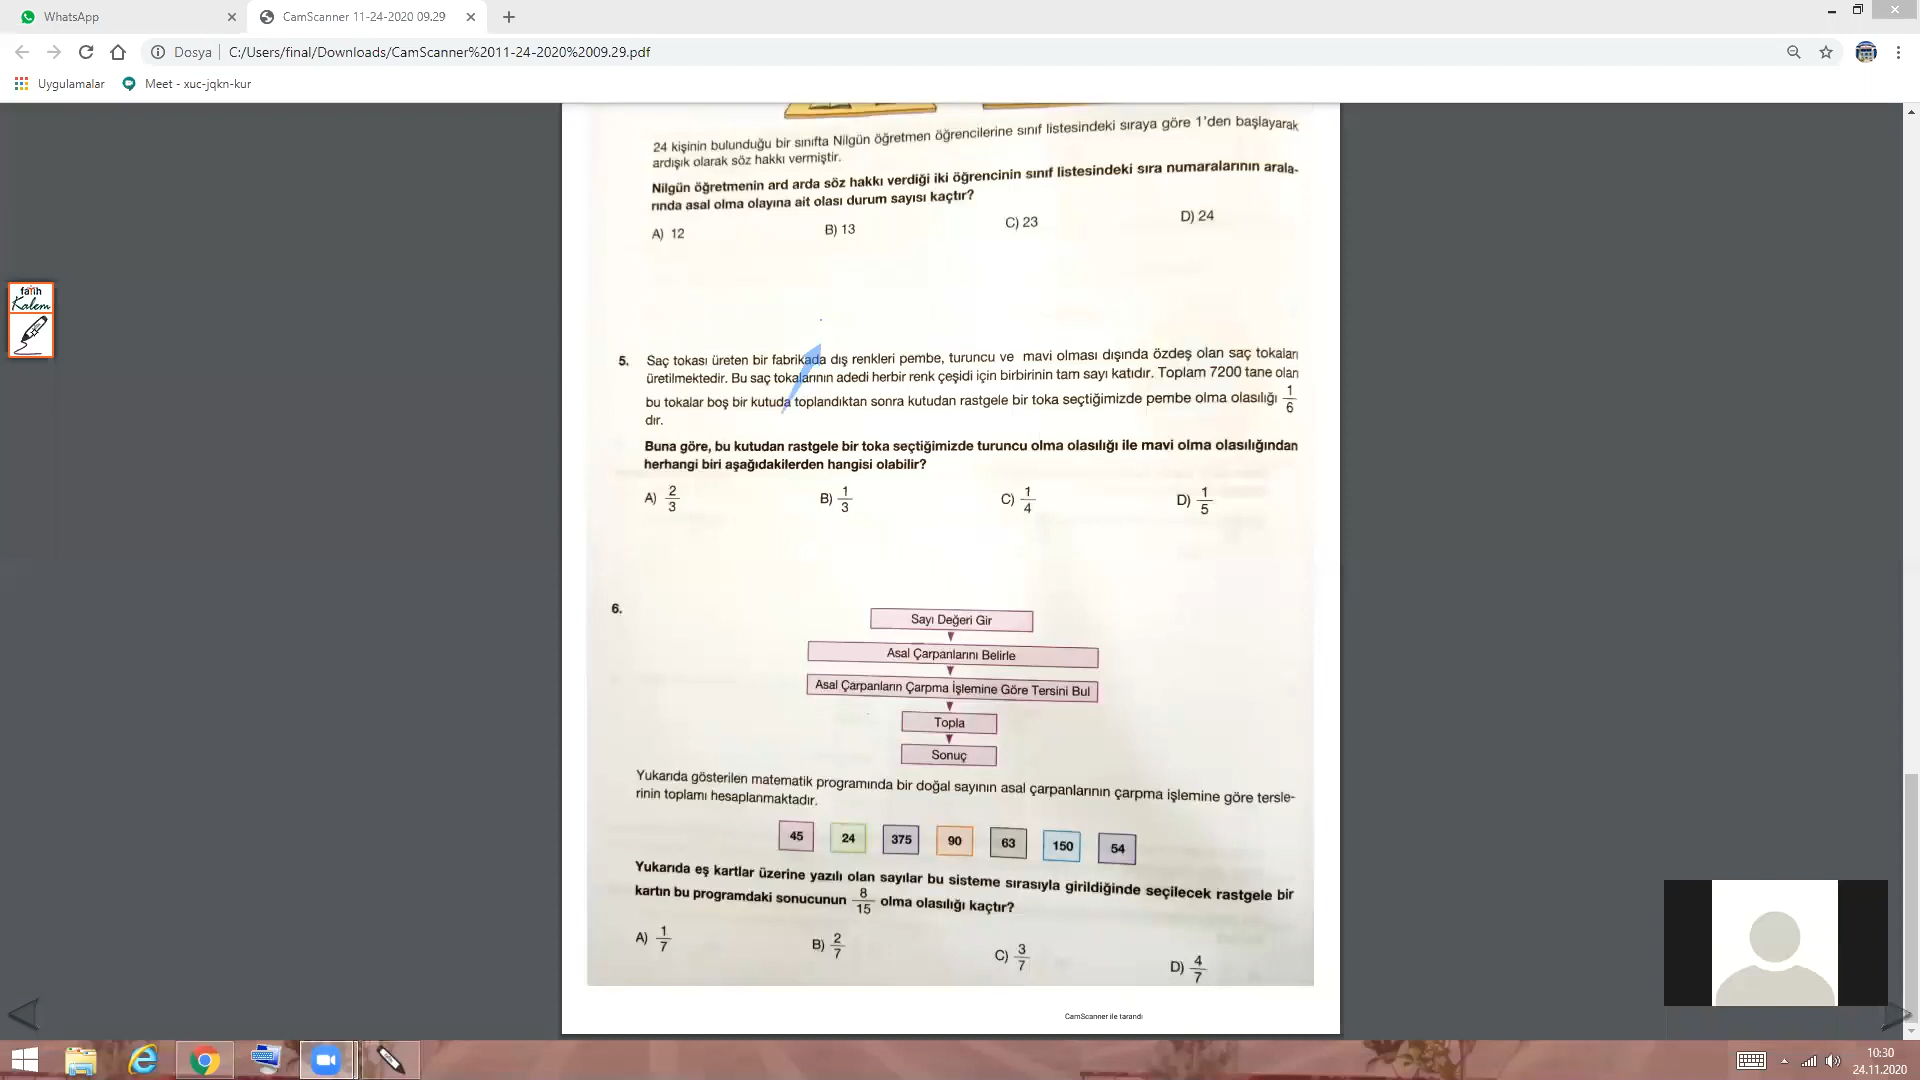 WhatsApp
CamScanner 11-24-2020 09.29
Dosya
C:/Users/final/Downloads/CamScanner%2011-24-2020%2009.29.pdf
Uygulamalar
Meet - xuc-jqkn-kur
fatih
Kalem
24 kişinin bulunduğu bir sınıfta Nilgün öğretmen öğrencilerine sınıf listesindeki sıraya göre 1'den başlayarak
ardışık olarak söz hakkı vermiştir.
Nilgün öğretmenin ard arda söz hakkı verdiği iki öğrencinin sınıf listesindeki sıra numaralarının arala-
rında asal olma olayına ait olası durum sayısı kaçtır?
A) 12
B) 13
C) 23
D) 24
5. Saç tokası üreten bir fabrikada dış renkleri pembe, turuncu ve mavi olması dışında özdeş olan saç tokaları
üretilmektedir. Bu saç tokalarının adedi herbir renk çeşidi için birbirinin tam sayı katıdır. Toplam 7200 tane olan
bu tokalar boş bir kutuda toplandıktan sonra kutudan rastgele bir toka seçtiğimizde pembe olma olasılığı 1/6
dır.
Buna göre, bu kutudan rastgele bir toka seçtiğimizde turuncu olma olasılığı ile mavi olma olasılığından
herhangi biri aşağıdakilerden hangisi olabilir?
A) 2/3
B) 1/3
C) 1/4
D) 1/5
6.
Sayı Değeri Gir
Asal Çarpanlarını Belirle
Asal Çarpanların Çarpma İşlemine Göre Tersini Bul
Topla
Sonuç
Yukarıda gösterilen matematik programında bir doğal sayının asal çarpanlarının çarpma işlemine göre tersle-
rinin toplamı hesaplanmaktadır.
45
24
375
90
63
150
54
Yukarıda eş kartlar üzerine yazılı olan sayılar bu sisteme sırasıyla girildiğinde seçilecek rastgele bir
kartın bu programdaki sonucunun 8/15 olma olasılığı kaçtır?
A) 1/7
B) 2/7
C) 3/7
D) 4/7
CamScanner ile tarandı
10:30
24.11.2020